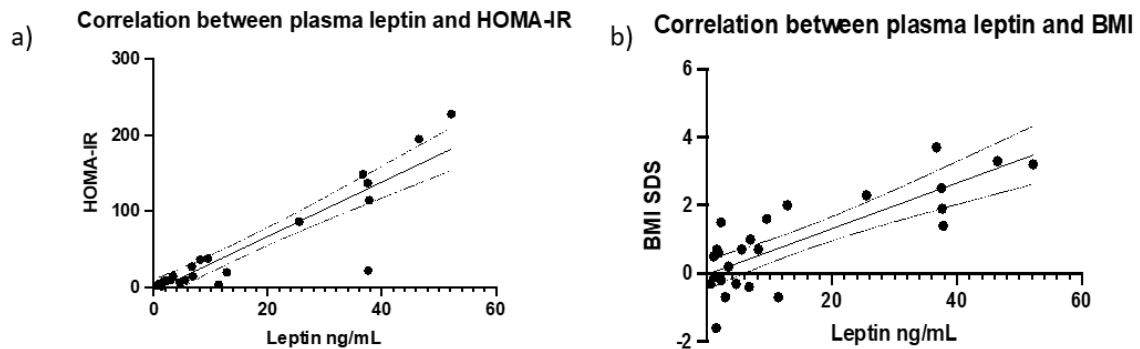 a)
Correlation between plasma leptin and HOMA-IR
300
200
100
0
HOMA-IR
0
20
40
60
Leptin ng/mL
b)
Correlation between plasma leptin and BMI
6
4
2
0
-2
BMI SDS
20
40
60
Leptin ng/mL